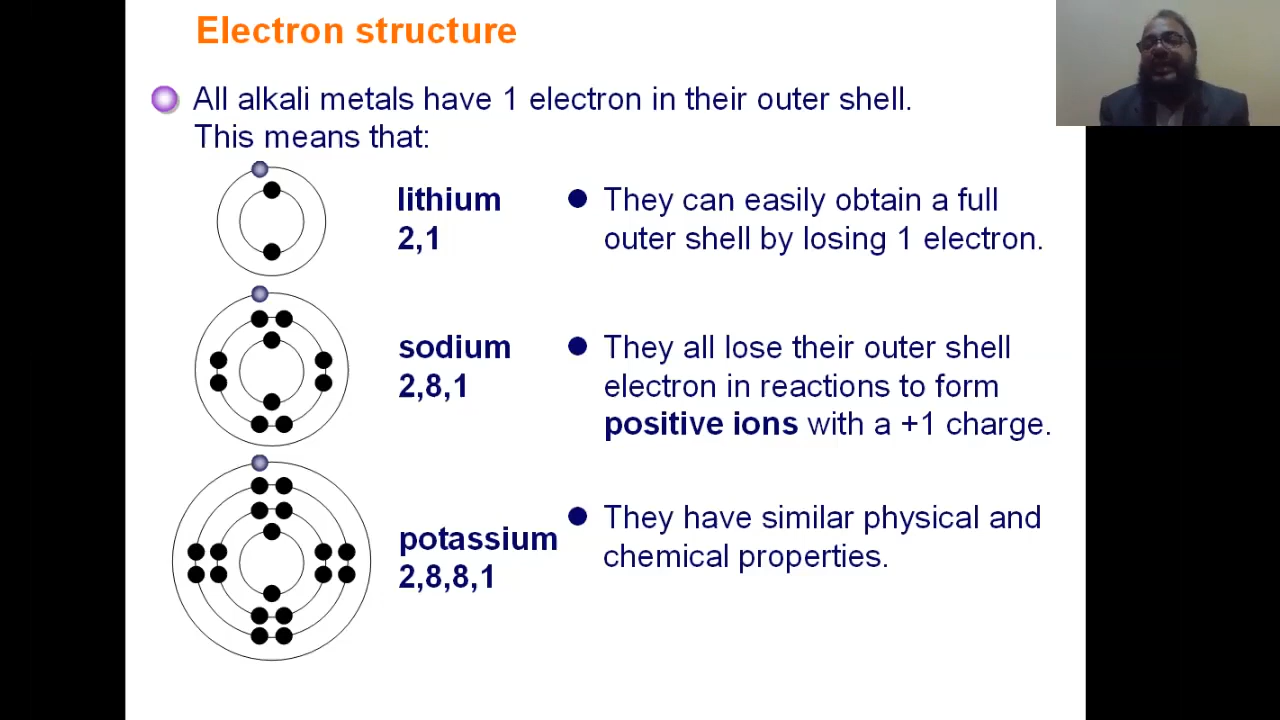 Electron structure
All alkali metals have 1 electron in their outer shell.
This means that:
lithium
2,1
They can easily obtain a full
outer shell by losing 1 electron.
sodium
2,8,1
They all lose their outer shell
electron in reactions to form
positive ions with a +1 charge.
potassium
2,8,8,1
They have similar physical and
chemical properties.